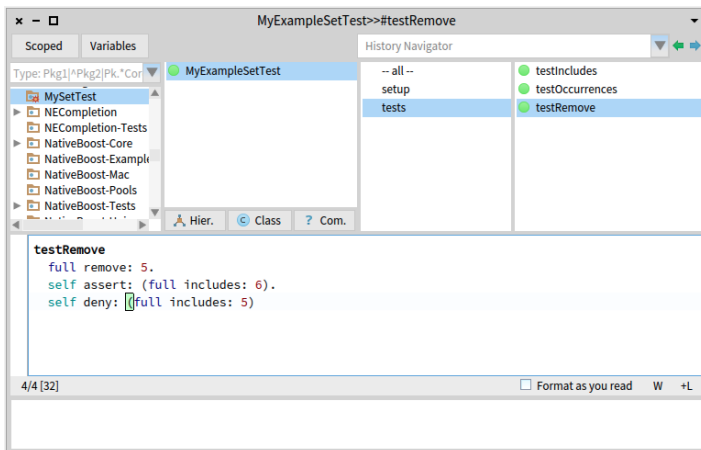 MyExampleSetTest>>#testRemove
Scoped
Variables
History Navigator
Type: Pkg1|^Pkg2|Pk.*Cor
MySetTest
NECompletion
NECompletion-Tests
NativeBoost-Core
NativeBoost-Example
NativeBoost-Mac
NativeBoost-Pools
NativeBoost-Tests
MyExampleSetTest
Hier.
Class
? Com.
-- all --
setup
tests
testIncludes
testOccurrences
testRemove
testRemove
full remove: 5.
self assert: (full includes: 6).
self deny: (full includes: 5)
4/4 [32]
Format as you read
W
+L